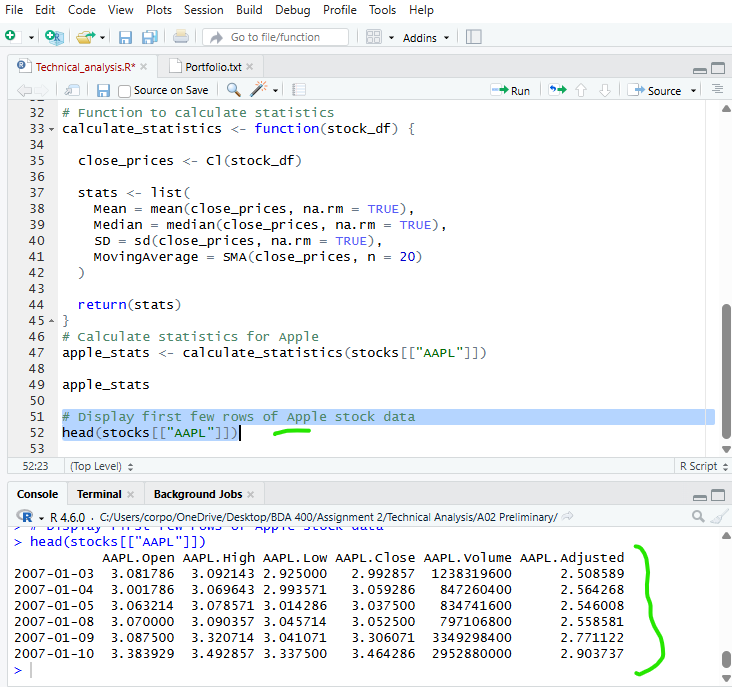 File Edit Code View Plots Session Build Debug Profile Tools Help
Go to file/function Addins
Technical_analysis.R* Portfolio.txt
Source on Save Run Source
32 # Function to calculate statistics
33 calculate_statistics <- function(stock_df) {
34
35 close_prices <- Cl(stock_df)
36
37 stats <- list(
38 Mean = mean(close_prices, na.rm = TRUE),
39 Median = median(close_prices, na.rm = TRUE),
40 SD = sd(close_prices, na.rm = TRUE),
41 MovingAverage = SMA(close_prices, n = 20)
42 )
43
44 return(stats)
45 }
46 # Calculate statistics for Apple
47 apple_stats <- calculate_statistics(stocks[["AAPL"]])
48
49 apple_stats
50
51 # Display first few rows of Apple stock data
52 head(stocks[["AAPL"]])
53
52:23 (Top Level) R Script
Console Terminal Background Jobs
R 4.6.0 · C:/Users/corpo/OneDrive/Desktop/BDA 400/Assignment 2/Technical Analysis/A02 Preliminary/
> # Display first few rows of Apple stock data
> head(stocks[["AAPL"]])
AAPL.Open AAPL.High AAPL.Low AAPL.Close AAPL.Volume AAPL.Adjusted
2007-01-03 3.081786 3.092143 2.925000 2.992857 1238319600 2.508589
2007-01-04 3.001786 3.069643 2.993571 3.059286 847260400 2.564268
2007-01-05 3.063214 3.078571 3.014286 3.037500 834741600 2.546008
2007-01-08 3.070000 3.090357 3.045714 3.052500 797106800 2.558581
2007-01-09 3.087500 3.320714 3.041071 3.306071 3349298400 2.771122
2007-01-10 3.383929 3.492857 3.337500 3.464286 2952880000 2.903737
>